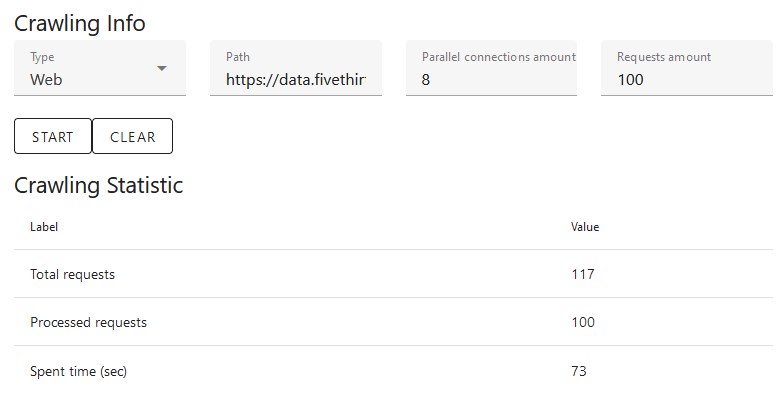 Crawling Info
Type Path Parallel connections amount Requests amount
Web https://data.fivethir 8 100
START CLEAR
Crawling Statistic
Label Value
Total requests 117
Processed requests 100
Spent time (sec) 73